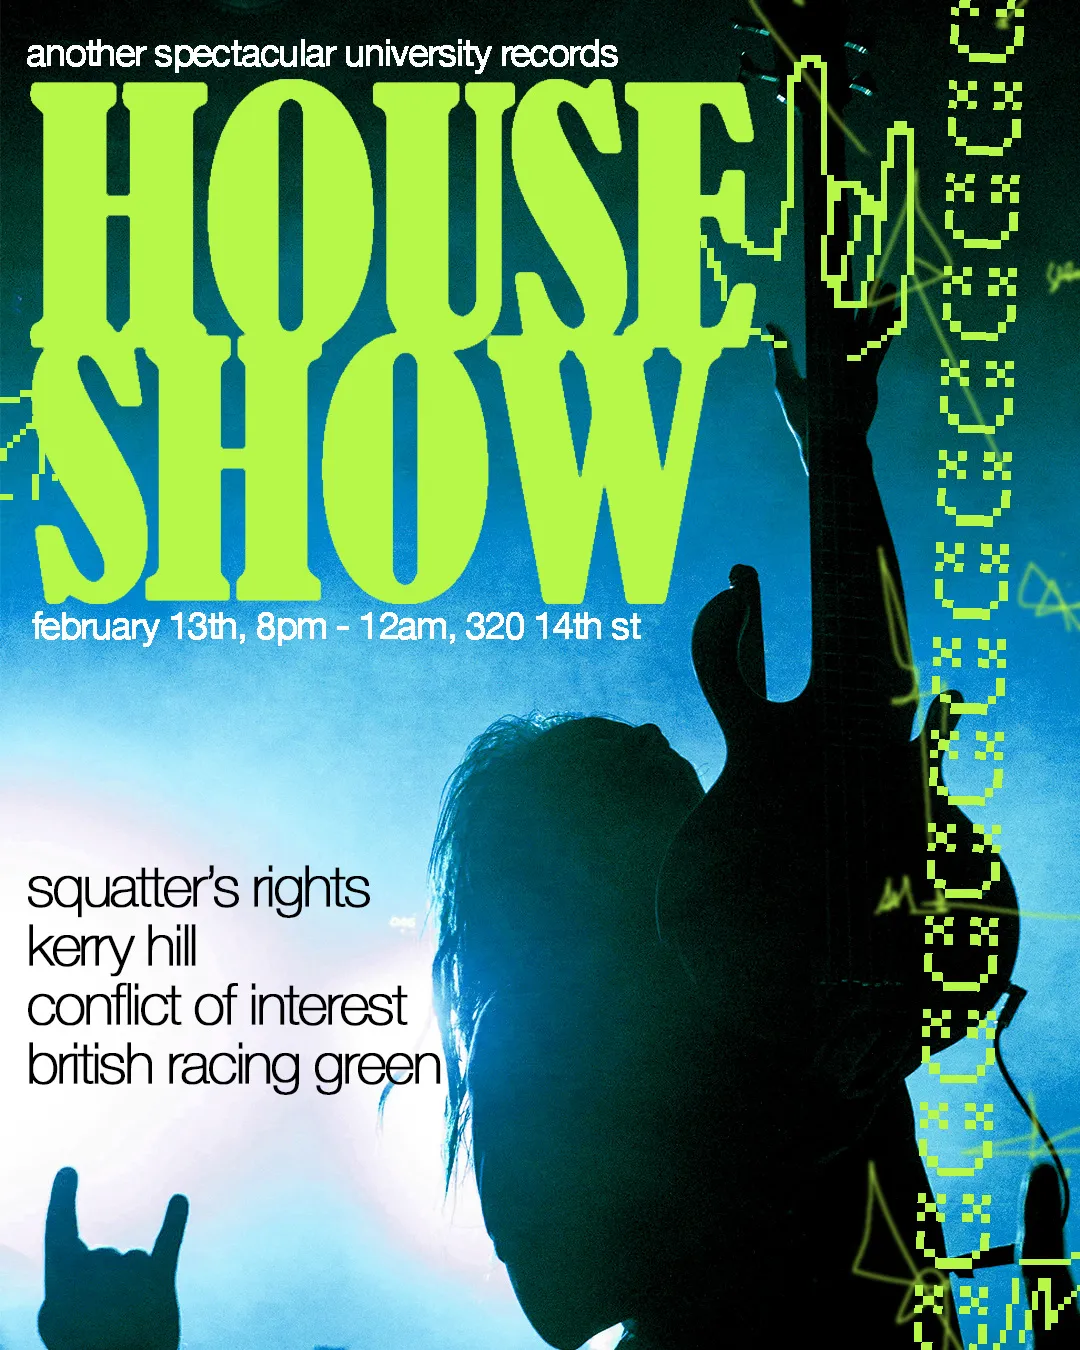 another spectacular university records
HOUSE
SHOW
february 13th, 8pm - 12am, 320 14th st
squatter's rights
kerry hill
conflict of interest
british racing green